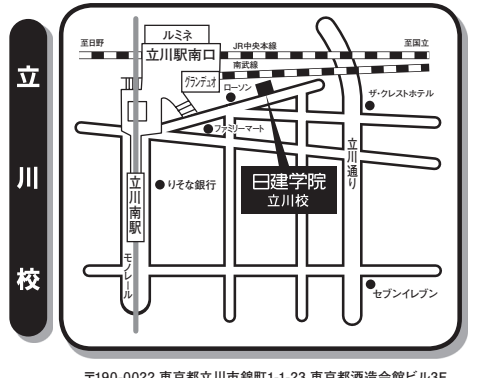 立川校
ルミネ
至日野
立川駅南口
JR中央本線
至国立
南武線
グランデュオ
ローソン
ザ・クレストホテル
ファミリーマート
立川通り
日建学院
立川校
りそな銀行
立川南駅
モノレール
セブンイレブン
〒190-0022 東京都立川市錦町1-1-23 東京都酒造会館ビル3F